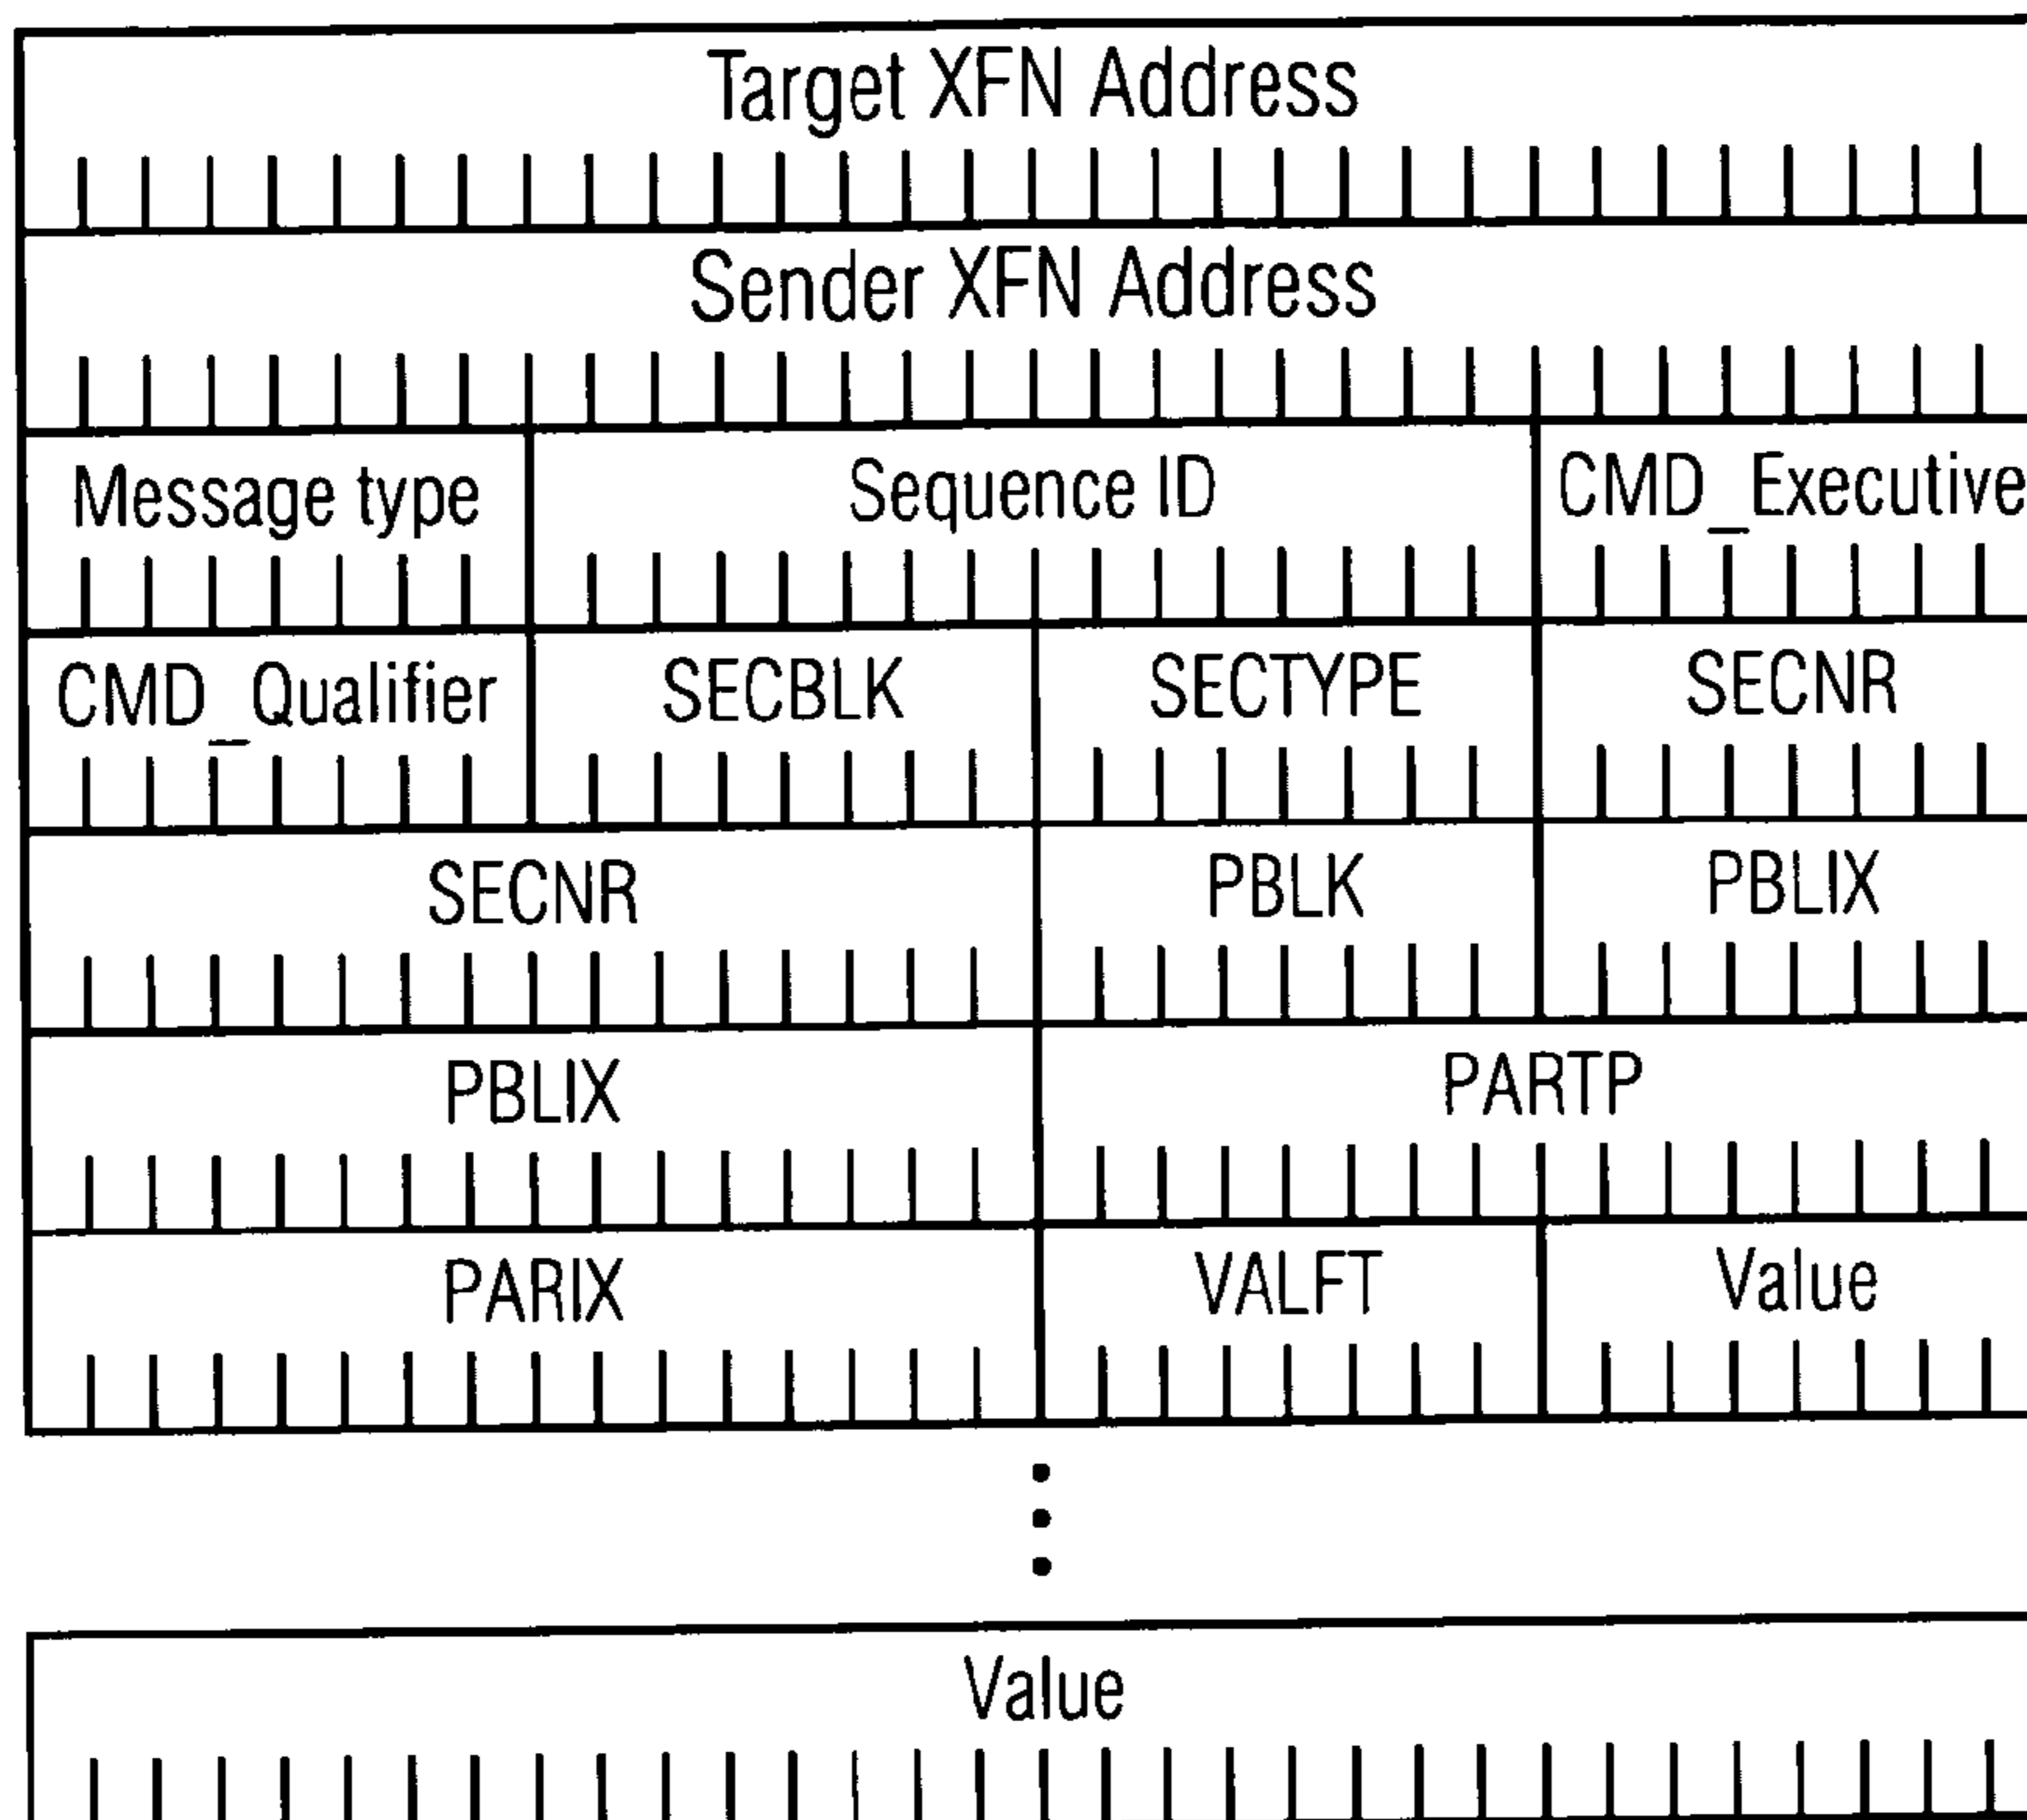 Target XFN Address
Sender XFN Address
Message type Sequence ID CMD_Executive
CMD_Qualifier SECBLK SECTYPE SECNR
SECNR PBLK PBLIX
PBLIX PARTP
PARIX VALFT Value
Value